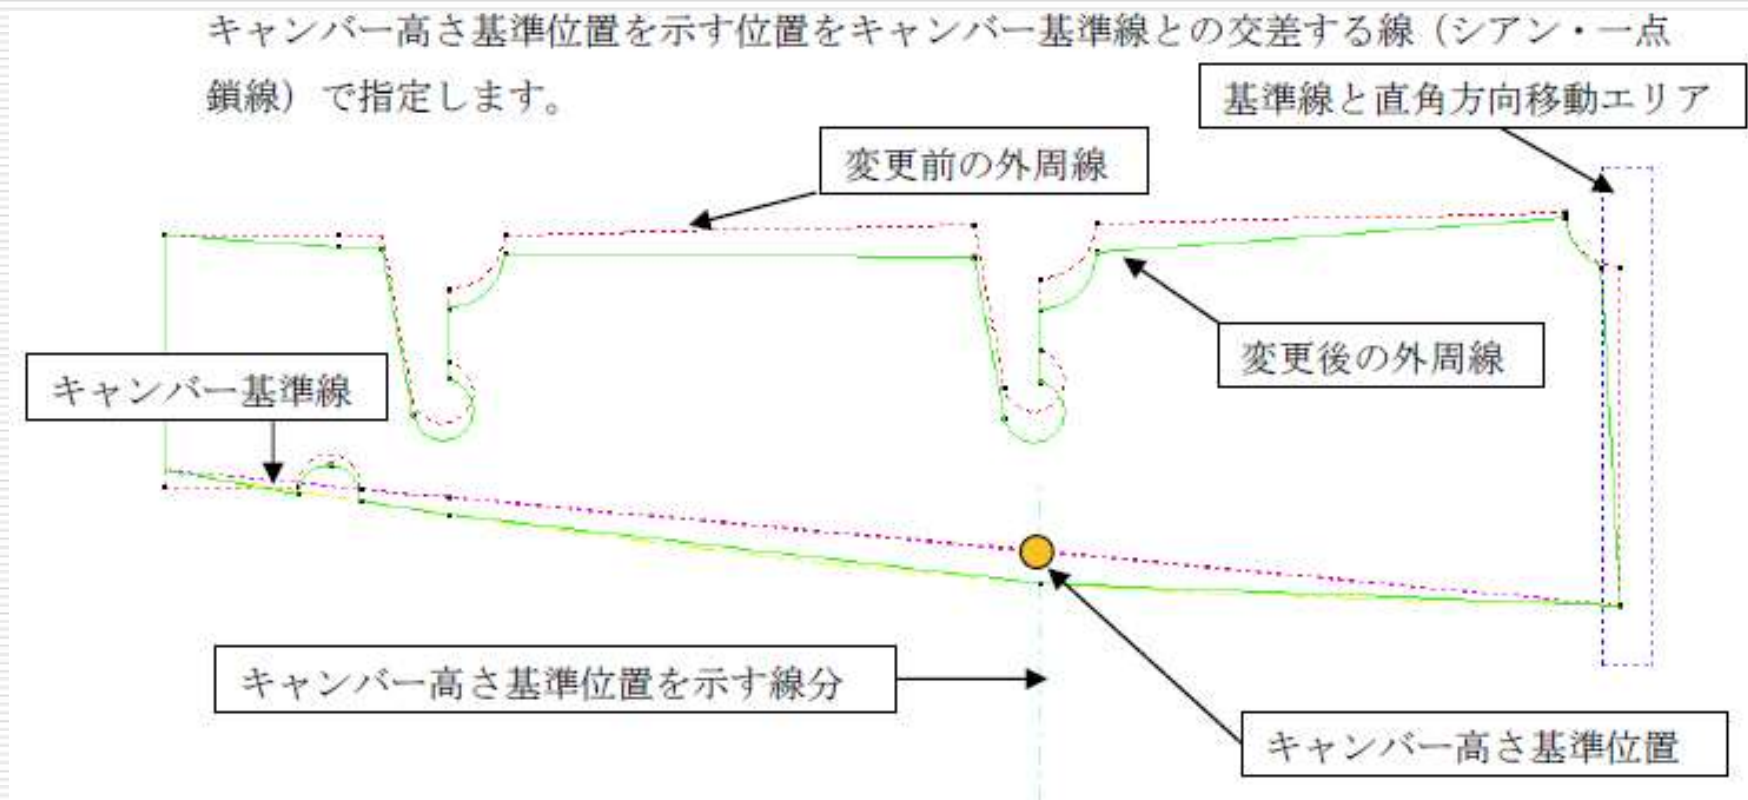 キャンバー高さ基準位置を示す位置をキャンバー基準線との交差する線（シアン・一点
鎖線）で指定します。
基準線と直角方向移動エリア
変更前の外周線
変更後の外周線
キャンバー基準線
キャンバー高さ基準位置を示す線分
キャンバー高さ基準位置